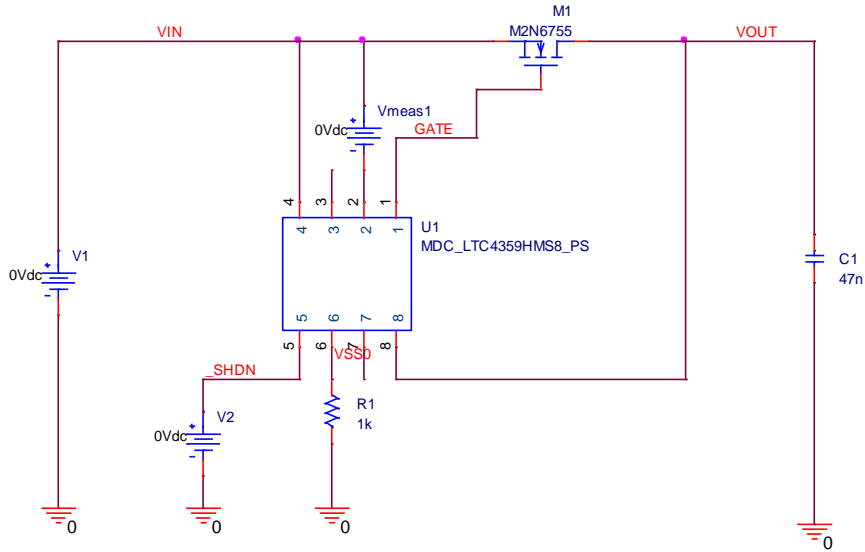 M1
VIN
M2N6755
VOUT
Vmeas1
0Vdc
GATE
4 3 2 1
4 3 2 1
U1
MDC_LTC4359HMS8_PS
V1
0Vdc
C1
47n
5 6 7 8
5 6 7 8
VSS0
_SHDN
R1
1k
V2
0Vdc
0
0
0
0